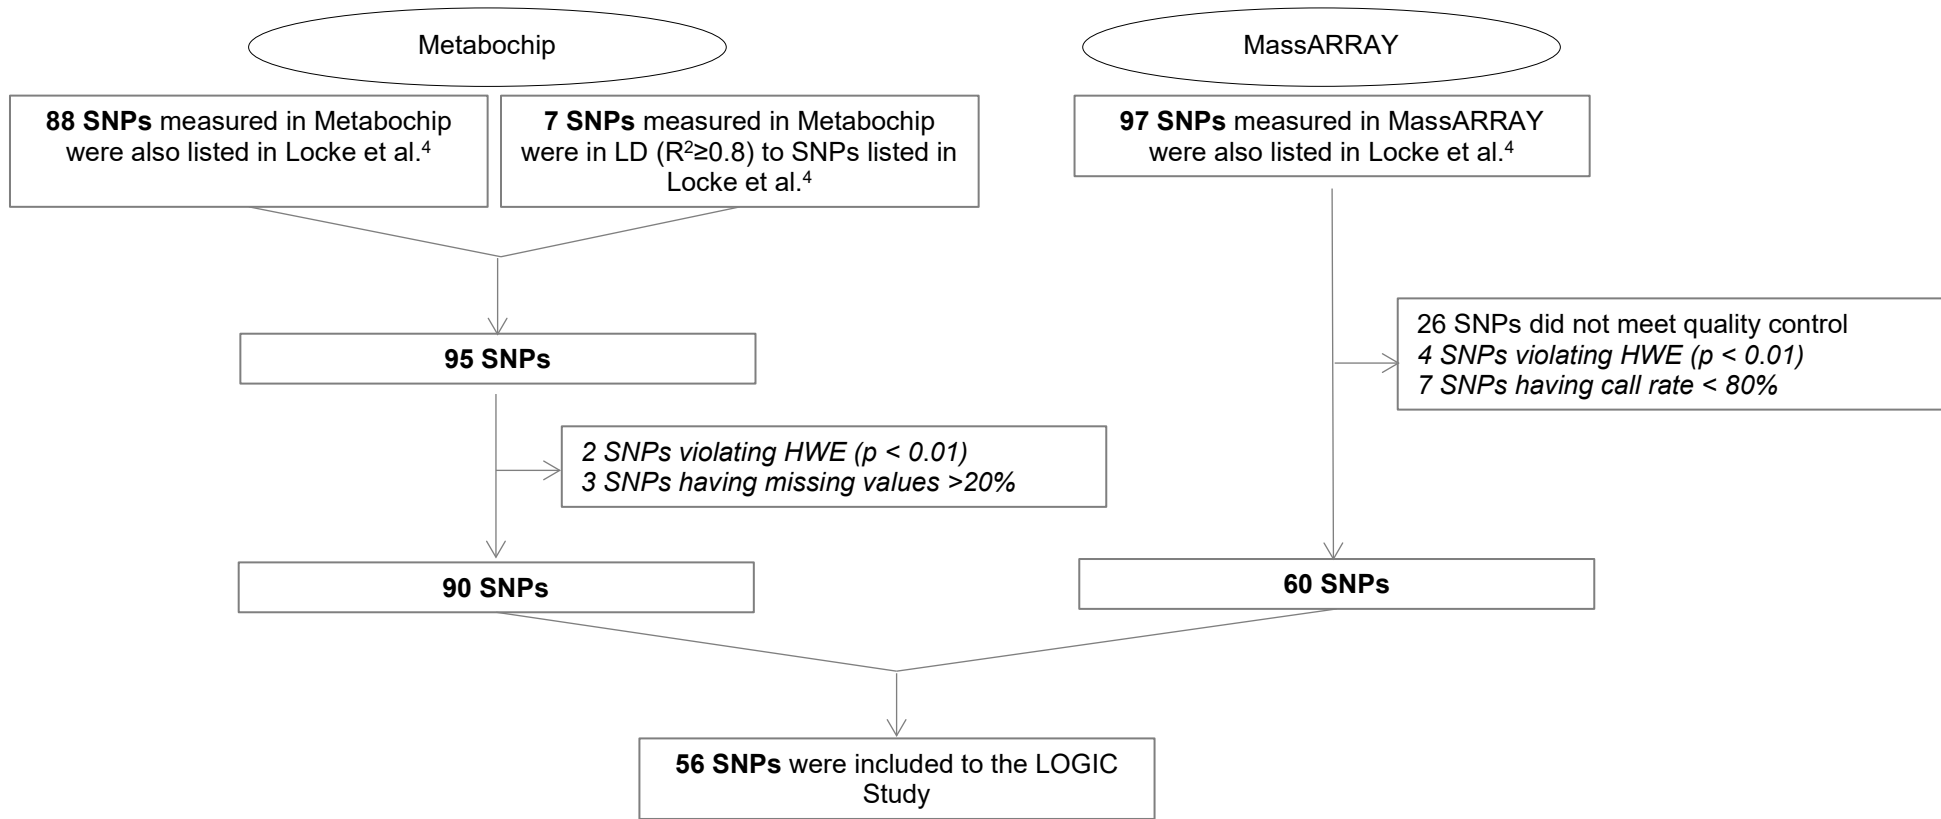 Metabochip
MassARRAY
88 SNPs measured in Metabochip
were also listed in Locke et al.⁴
7 SNPs measured in Metabochip
were in LD (R²≥0.8) to SNPs listed in
Locke et al.⁴
97 SNPs measured in MassARRAY
were also listed in Locke et al.⁴
95 SNPs
26 SNPs did not meet quality control
4 SNPs violating HWE (p < 0.01)
7 SNPs having call rate < 80%
2 SNPs violating HWE (p < 0.01)
3 SNPs having missing values >20%
90 SNPs
60 SNPs
56 SNPs were included to the LOGIC
Study